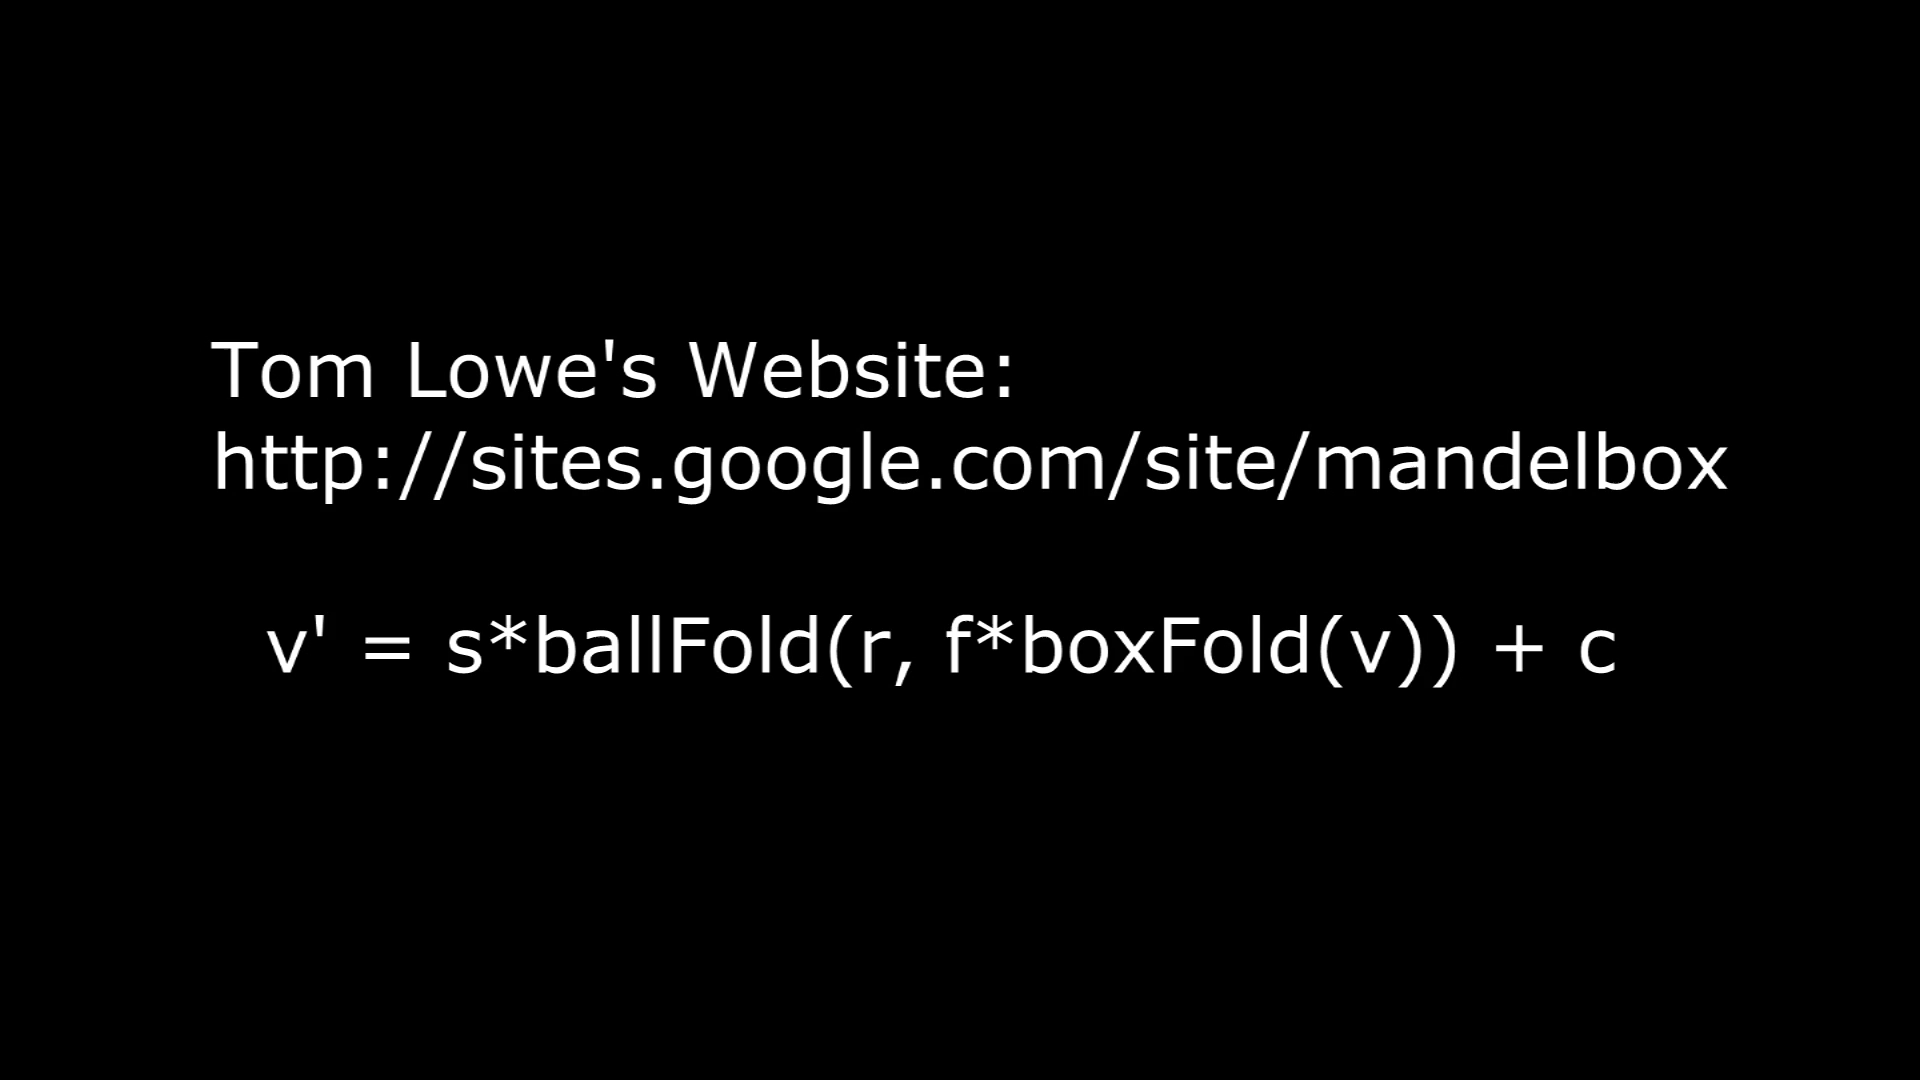 Tom Lowe's Website:
http://sites.google.com/site/mandelbox
v' = s*ballFold(r, f*boxFold(v)) + c